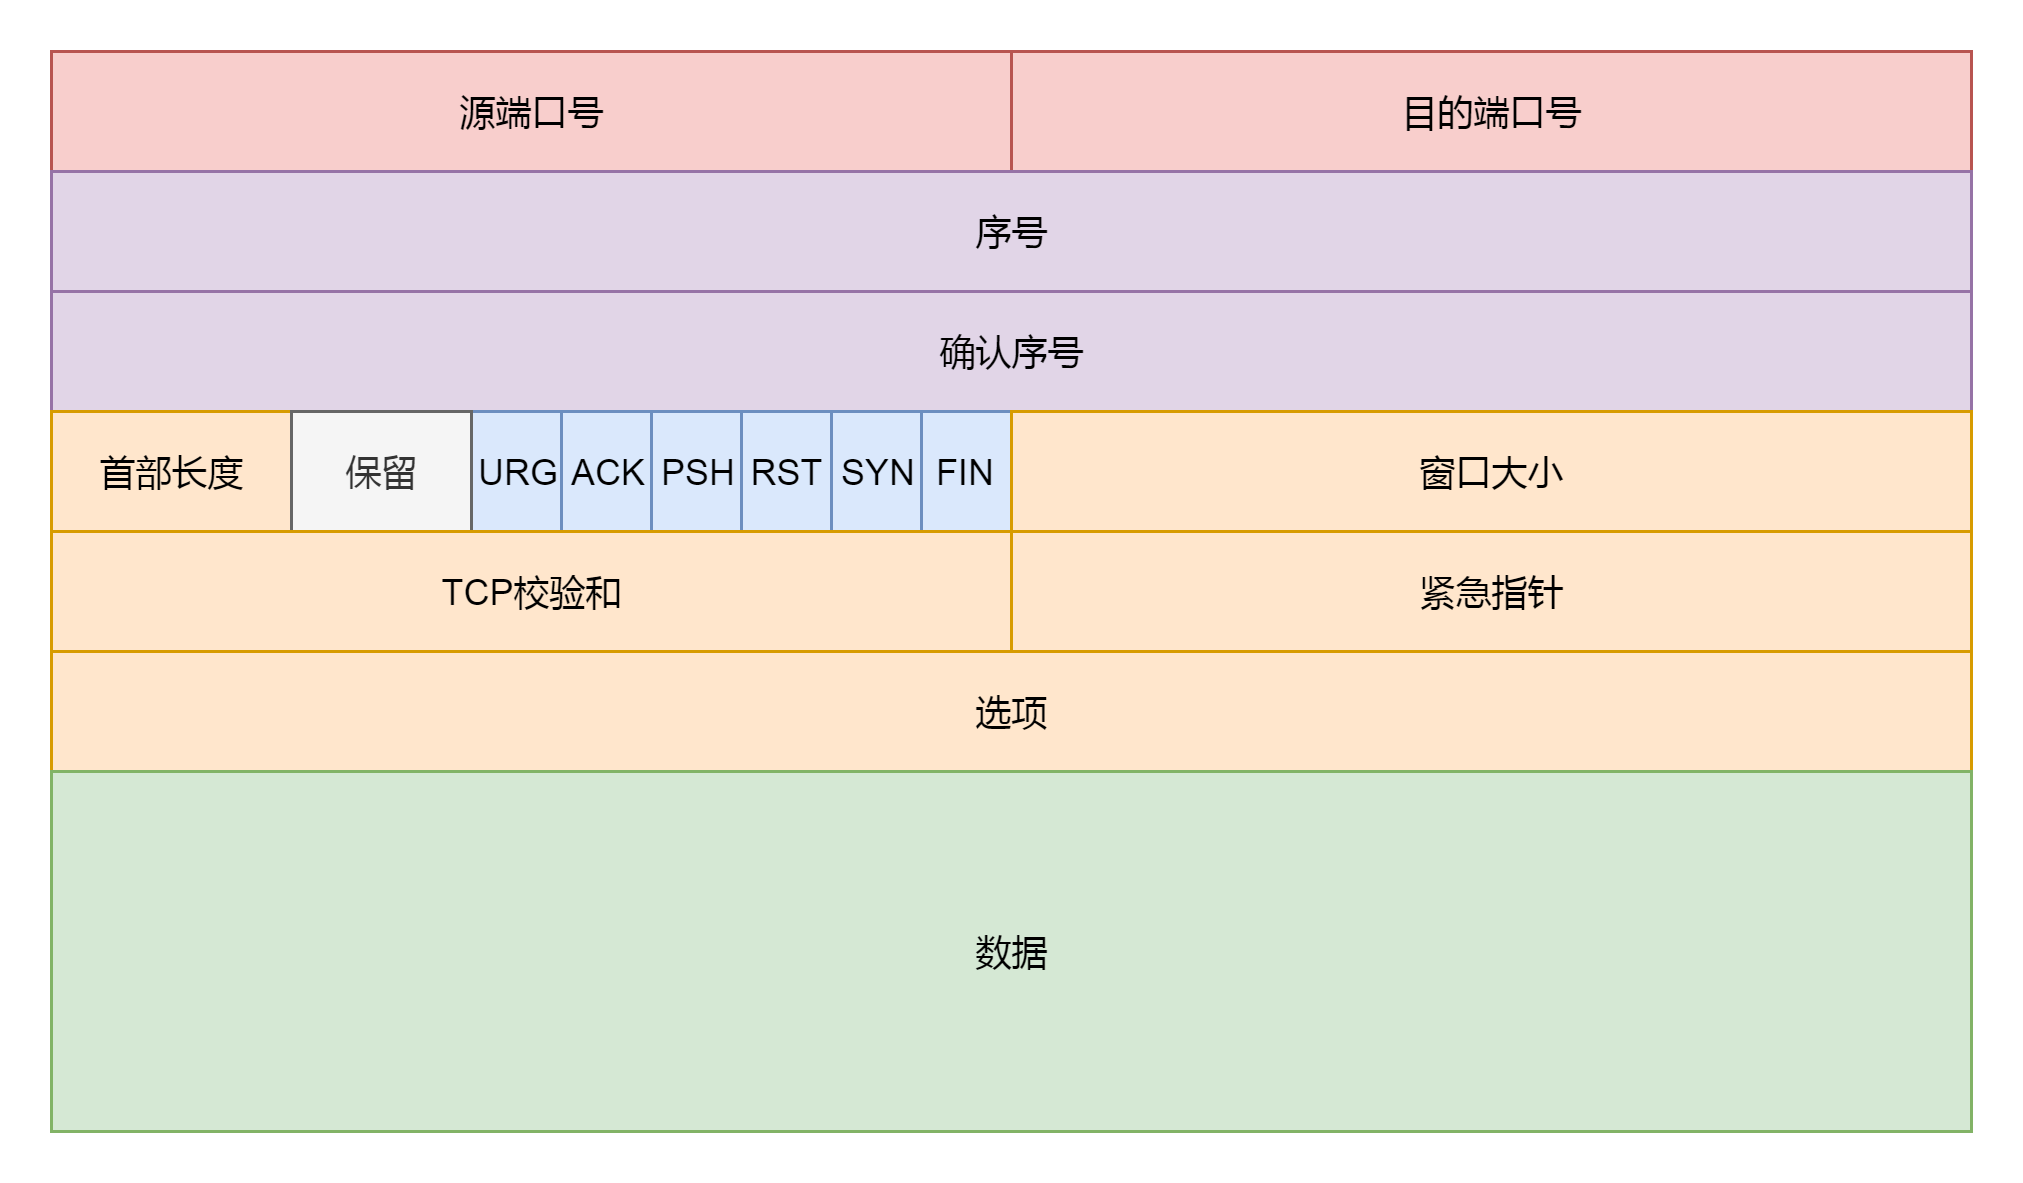 源端口号
目的端口号
序号
确认序号
首部长度
保留
URG
ACK
PSH
RST
SYN
FIN
窗口大小
TCP校验和
紧急指针
选项
数据